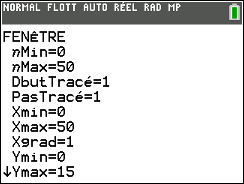 NORMAL FLOTT AUTO RÉEL RAD MP
FENÊTRE
nMin=0
nMax=50
DbutTracé=1
PasTracé=1
Xmin=0
Xmax=50
Xgrad=1
Ymin=0
↓Ymax=15